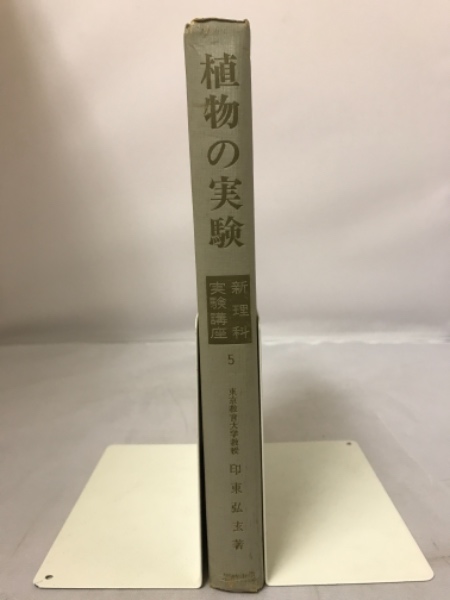 植物の実験
新理科
実験講座
5
東京教育大学教授
印東弘玄著